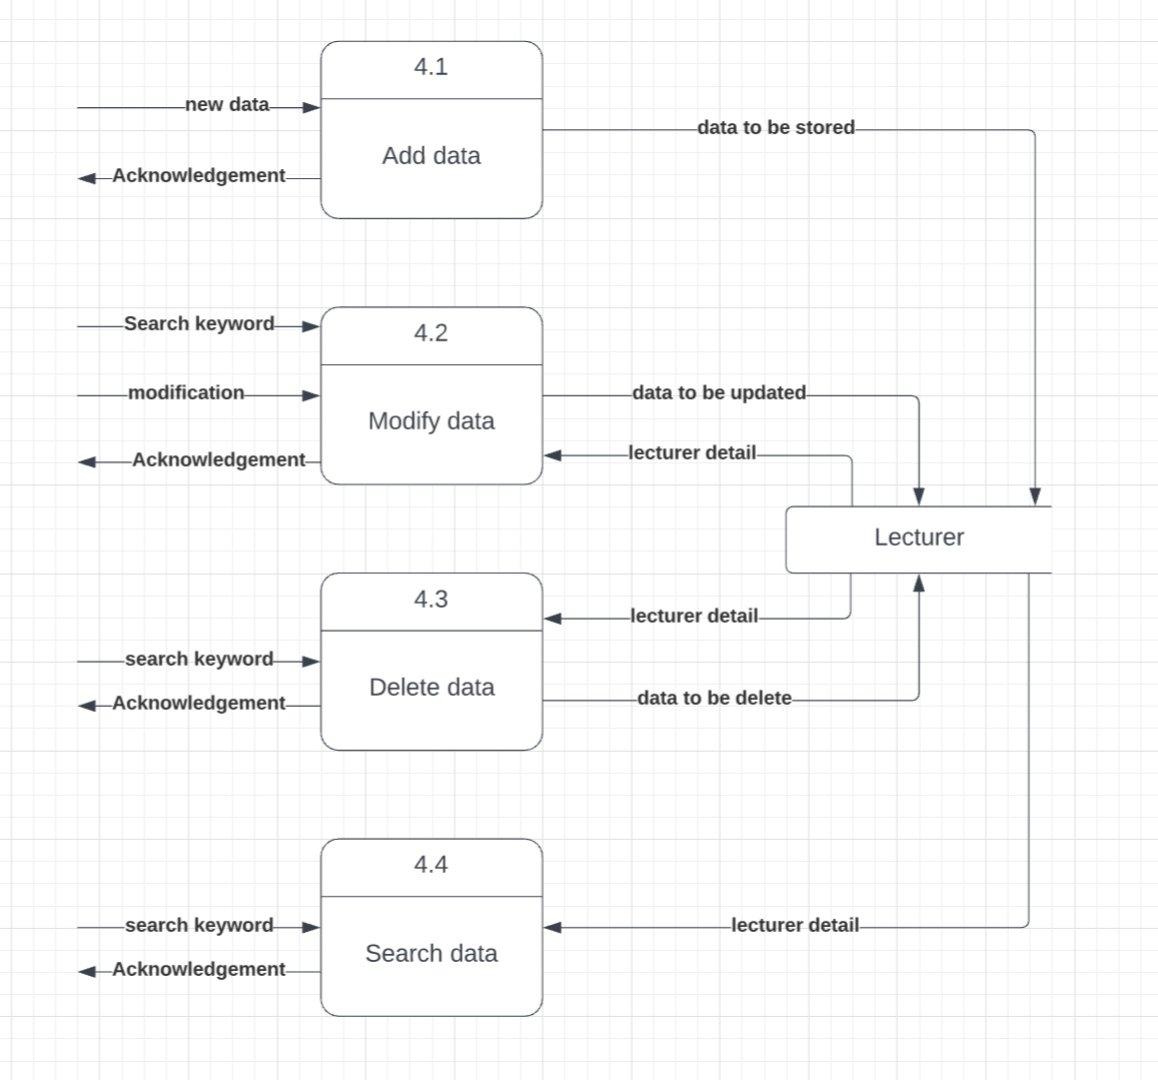 4.1
new data
Add data
data to be stored
Acknowledgement
Search keyword
4.2
modification
Modify data
data to be updated
Acknowledgement
lecturer detail
Lecturer
4.3
lecturer detail
search keyword
Delete data
data to be delete
Acknowledgement
4.4
search keyword
lecturer detail
Search data
Acknowledgement